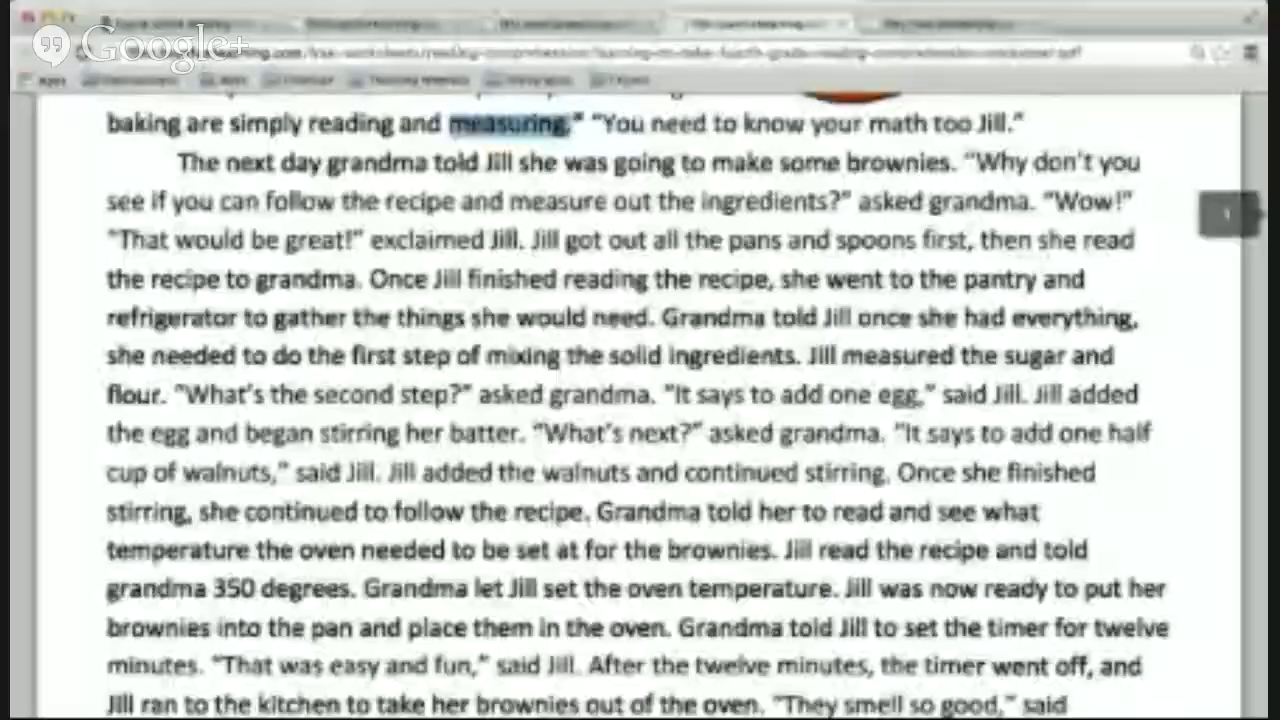 Google+
baking are simply reading and measuring," "You need to know your math too Jill."
The next day grandma told Jill she was going to make some brownies. "Why don't you
see if you can follow the recipe and measure out the ingredients?" asked grandma. "Wow!"
"That would be great!" exclaimed Jill. Jill got out all the pans and spoons first, then she read
the recipe to grandma. Once Jill finished reading the recipe, she went to the pantry and
refrigerator to gather the things she would need. Grandma told Jill once she had everything,
she needed to do the first step of mixing the solid ingredients. Jill measured the sugar and
flour. "What's the second step?" asked grandma. "It says to add one egg," said Jill. Jill added
the egg and began stirring her batter. "What's next?" asked grandma. "It says to add one half
cup of walnuts," said Jill. Jill added the walnuts and continued stirring. Once she finished
stirring, she continued to follow the recipe. Grandma told her to read and see what
temperature the oven needed to be set at for the brownies. Jill read the recipe and told
grandma 350 degrees. Grandma let Jill set the oven temperature. Jill was now ready to put her
brownies into the pan and place them in the oven. Grandma told Jill to set the timer for twelve
minutes. "That was easy and fun," said Jill. After the twelve minutes, the timer went off, and
Jill ran to the kitchen to take her brownies out of the oven. "They smell so good," said